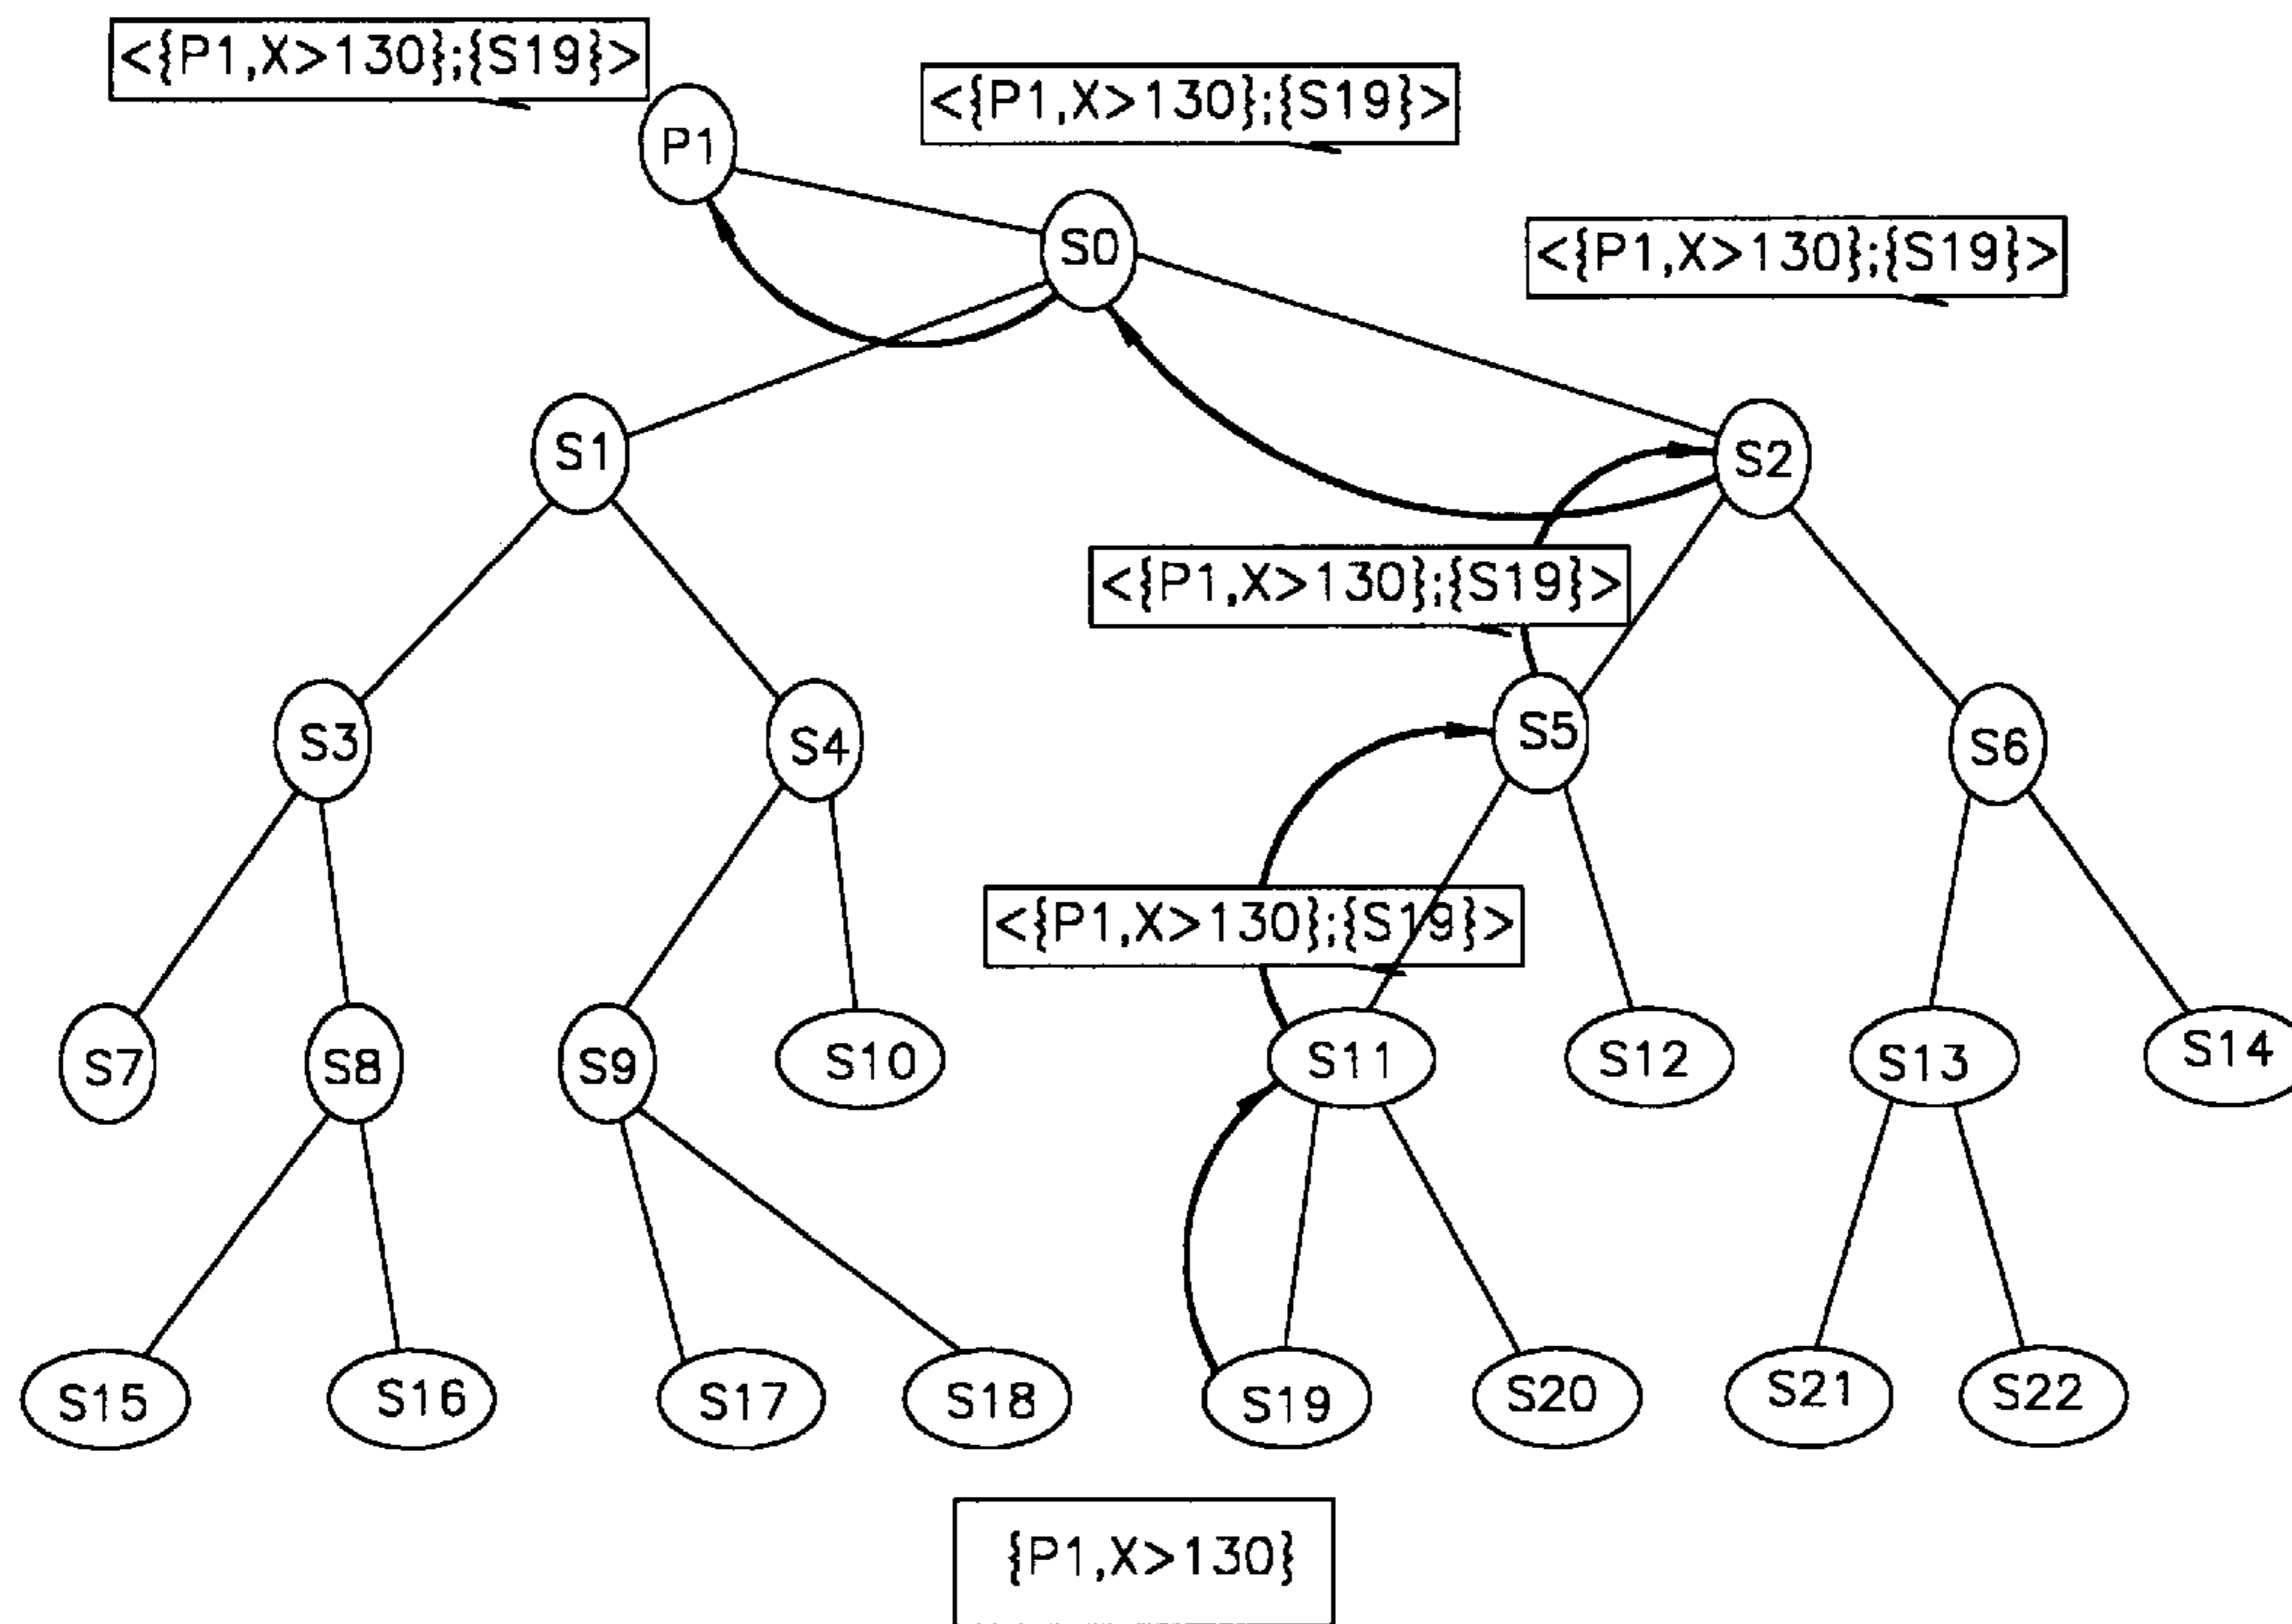 <{P1,X>130};{S19}>
<{P1,X>130};{S19}>
P1
S0
<{P1,X>130};{S19}>
S1
S2
<{P1,X>130};{S19}>
S3
S4
S5
S6
<{P1,X>130};{S19}>
S7
S8
S9
S10
S11
S12
S13
S14
S15
S16
S17
S18
S19
S20
S21
S22
{P1,X>130}